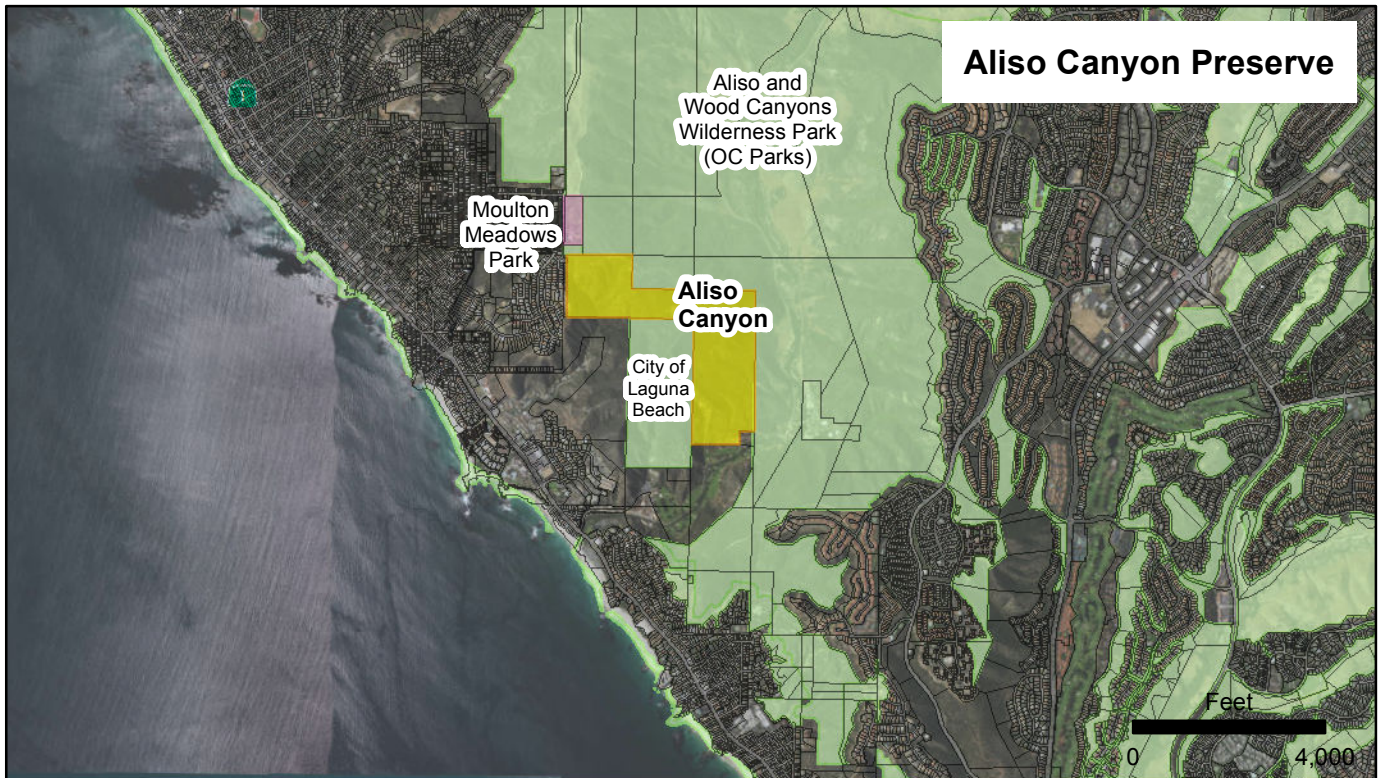 Aliso Canyon Preserve
Aliso and
Wood Canyons
Wilderness Park
(OC Parks)
Moulton
Meadows
Park
Aliso
Canyon
City of
Laguna
Beach
Feet
0 4,000